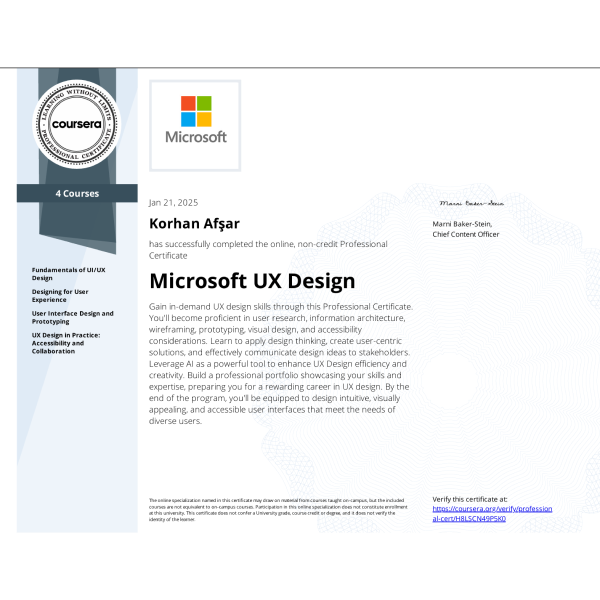 LEARNING WITHOUT LIMITS
coursera
PROFESSIONAL CERTIFICATE
4 Courses
Fundamentals of UI/UX
Design
Designing for User
Experience
User Interface Design and
Prototyping
UX Design in Practice:
Accessibility and
Collaboration
Microsoft
Jan 21, 2025
Korhan Afşar
has successfully completed the online, non-credit Professional
Certificate
Microsoft UX Design
Gain in-demand UX design skills through this Professional Certificate.
You'll become proficient in user research, information architecture,
wireframing, prototyping, visual design, and accessibility
considerations. Learn to apply design thinking, create user-centric
solutions, and effectively communicate design ideas to stakeholders.
Leverage AI as a powerful tool to enhance UX Design efficiency and
creativity. Build a professional portfolio showcasing your skills and
expertise, preparing you for a rewarding career in UX design. By the
end of the program, you'll be equipped to design intuitive, visually
appealing, and accessible user interfaces that meet the needs of
diverse users.
Marni Baker-Stein
Marni Baker-Stein,
Chief Content Officer
The online specialization named in this certificate may draw on material from courses taught on-campus, but the included
courses are not equivalent to on-campus courses. Participation in this online specialization does not constitute enrollment
at this university. This certificate does not confer a University grade, course credit or degree, and it does not verify the
identity of the learner.
Verify this certificate at:
https://coursera.org/verify/profession
al-cert/H8L5CN49P5K0